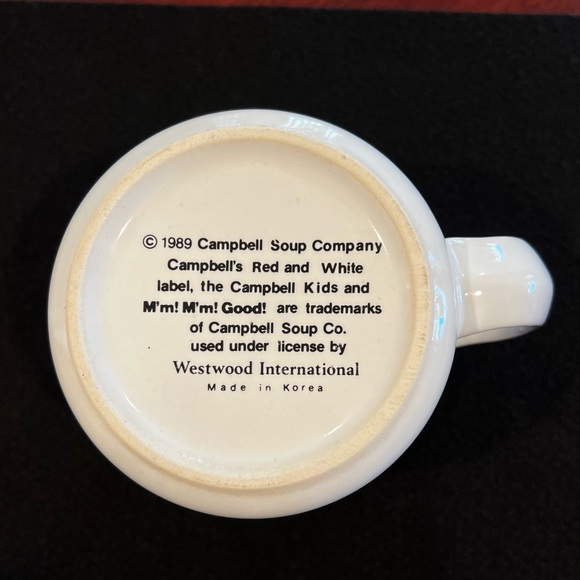 © 1989 Campbell Soup Company
Campbell's Red and White
label, the Campbell Kids and
M'm! M'm! Good! are trademarks
of Campbell Soup Co.
used under license by
Westwood International
Made in Korea